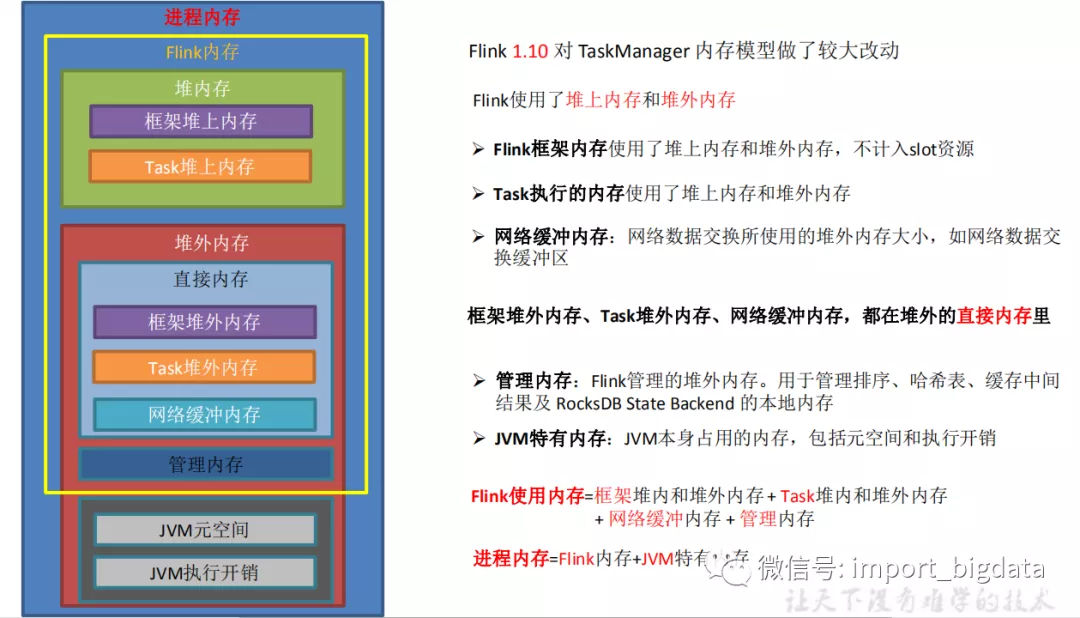 进程内存
Flink内存
堆内存
框架堆上内存
Task堆上内存
堆外内存
直接内存
框架堆外内存
Task堆外内存
网络缓冲内存
管理内存
JVM元空间
JVM执行开销
Flink 1.10 对 TaskManager 内存模型做了较大改动
Flink使用了堆上内存和堆外内存
➢ Flink框架内存使用了堆上内存和堆外内存，不计入slot资源
➢ Task执行的内存使用了堆上内存和堆外内存
➢ 网络缓冲内存：网络数据交换所使用的堆外内存大小，如网络数据交
换缓冲区
框架堆外内存、Task堆外内存、网络缓冲内存，都在堆外的直接内存里
➢ 管理内存：Flink管理的堆外内存。用于管理排序、哈希表、缓存中间
结果及 RocksDB State Backend 的本地内存
➢ JVM特有内存：JVM本身占用的内存，包括元空间和执行开销
Flink使用内存=框架堆内和堆外内存 + Task堆内和堆外内存
+ 网络缓冲内存 + 管理内存
进程内存=Flink内存+JVM特有内存
微信号: import_bigdata
让天下没有难学的技术